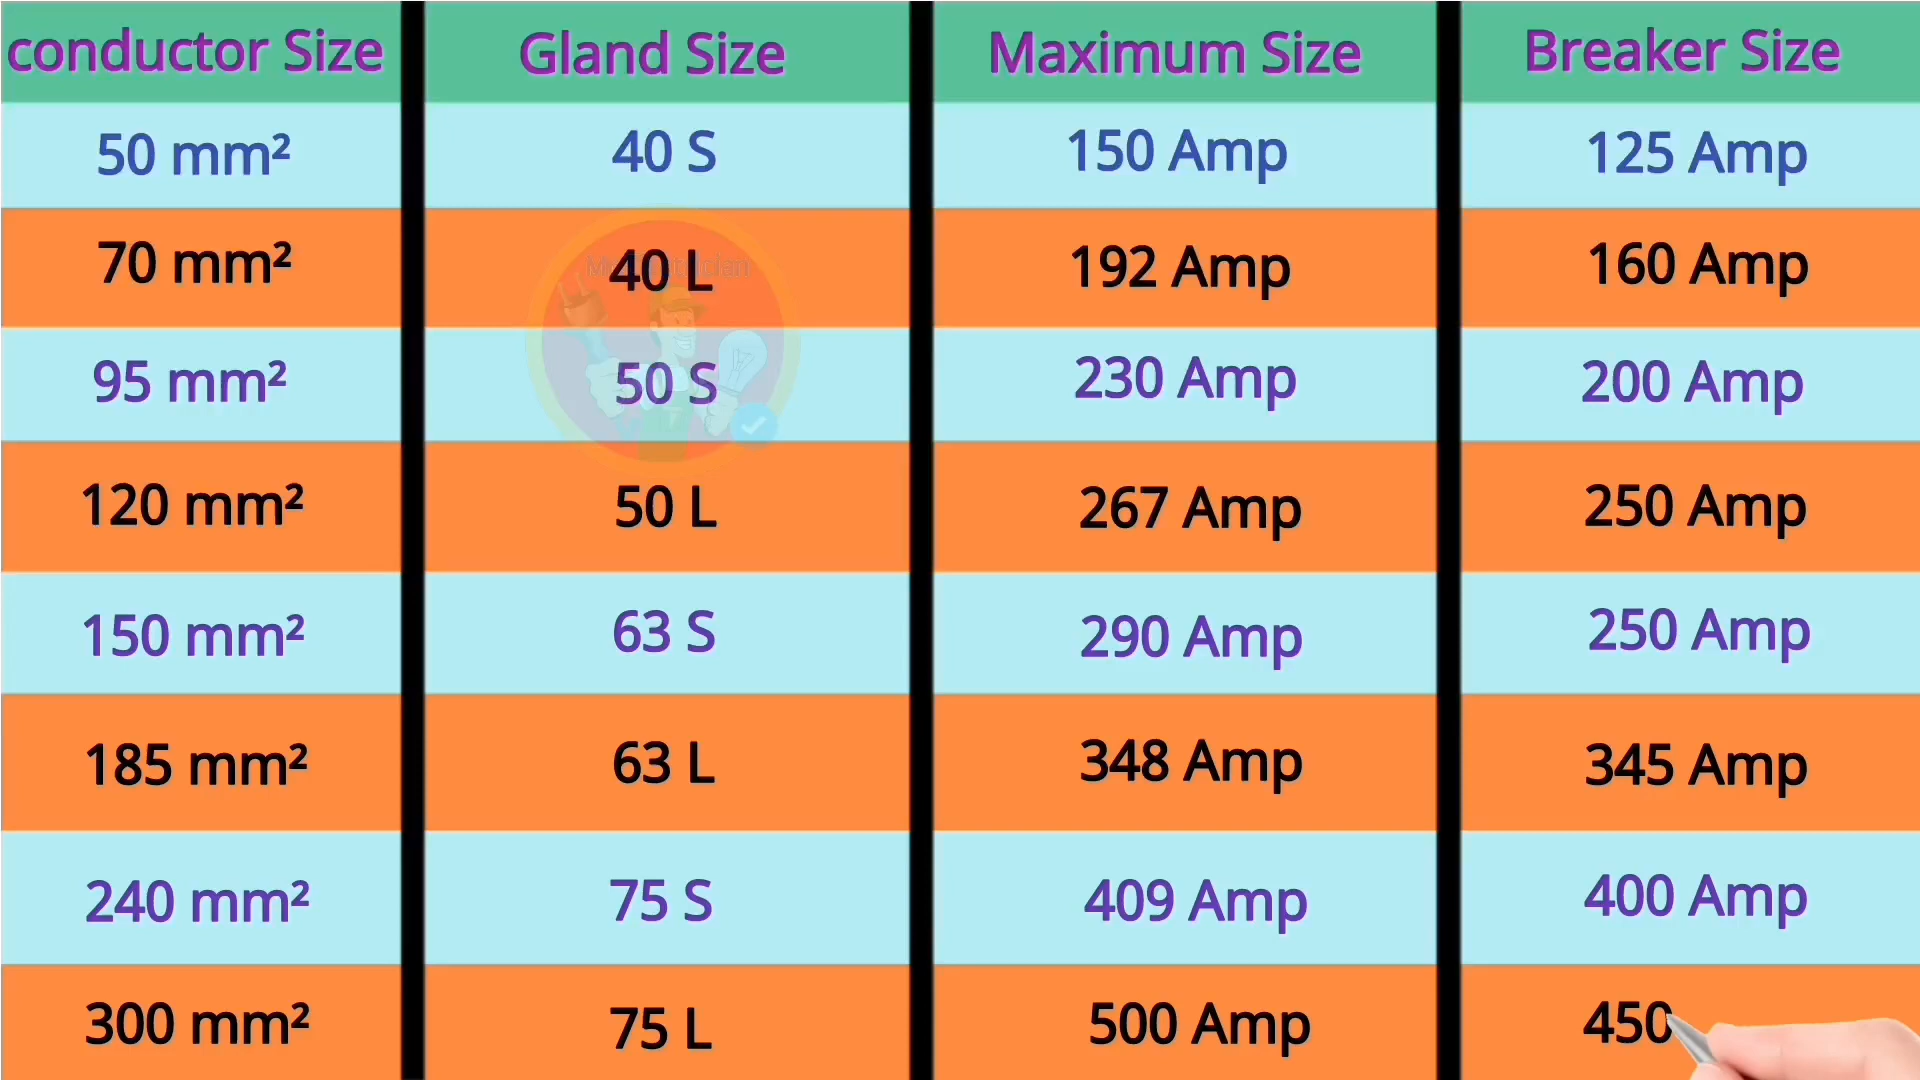 conductor Size Gland Size Maximum Size Breaker Size
50 mm² 40 S 150 Amp 125 Amp
70 mm² 40 L 192 Amp 160 Amp
95 mm² 50 S 230 Amp 200 Amp
120 mm² 50 L 267 Amp 250 Amp
150 mm² 63 S 290 Amp 250 Amp
185 mm² 63 L 348 Amp 345 Amp
240 mm² 75 S 409 Amp 400 Amp
300 mm² 75 L 500 Amp 450